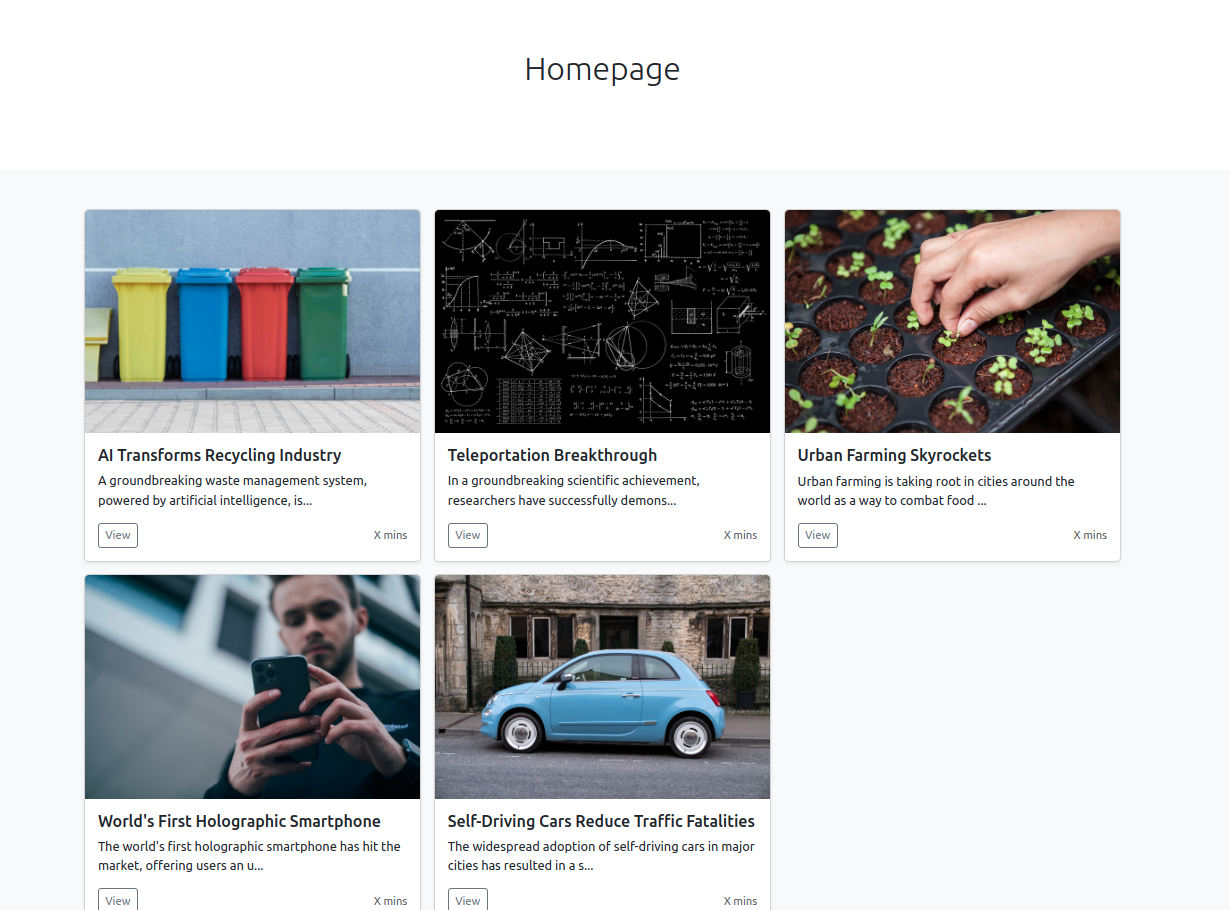 Homepage
AI Transforms Recycling Industry
A groundbreaking waste management system,
powered by artificial intelligence, is...
View
X mins
Teleportation Breakthrough
In a groundbreaking scientific achievement,
researchers have successfully demons...
View
X mins
Urban Farming Skyrockets
Urban farming is taking root in cities around the
world as a way to combat food ...
View
X mins
World's First Holographic Smartphone
The world's first holographic smartphone has hit the
market, offering users an u...
View
X mins
Self-Driving Cars Reduce Traffic Fatalities
The widespread adoption of self-driving cars in major
cities has resulted in a s...
View
X mins